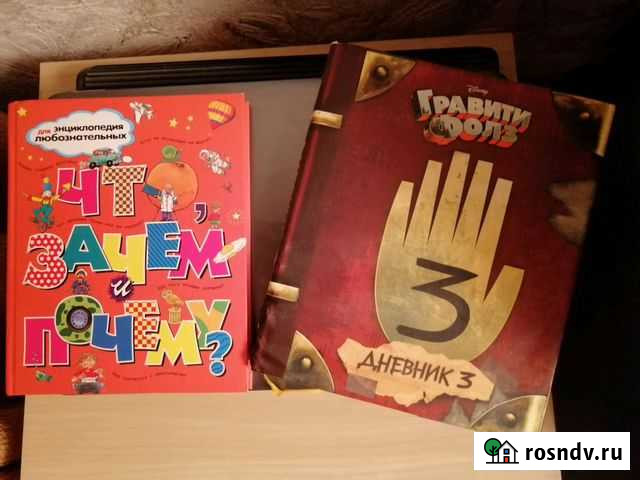 для ЭНЦИКЛОПЕДИЯ
любознательных
ЧТО,
ЗАЧЕМ
и
ПОЧЕМУ?
Disney
ГРАВИТИ
ФОЛЗ
3
ДНЕВНИК 3
rosndv.ru